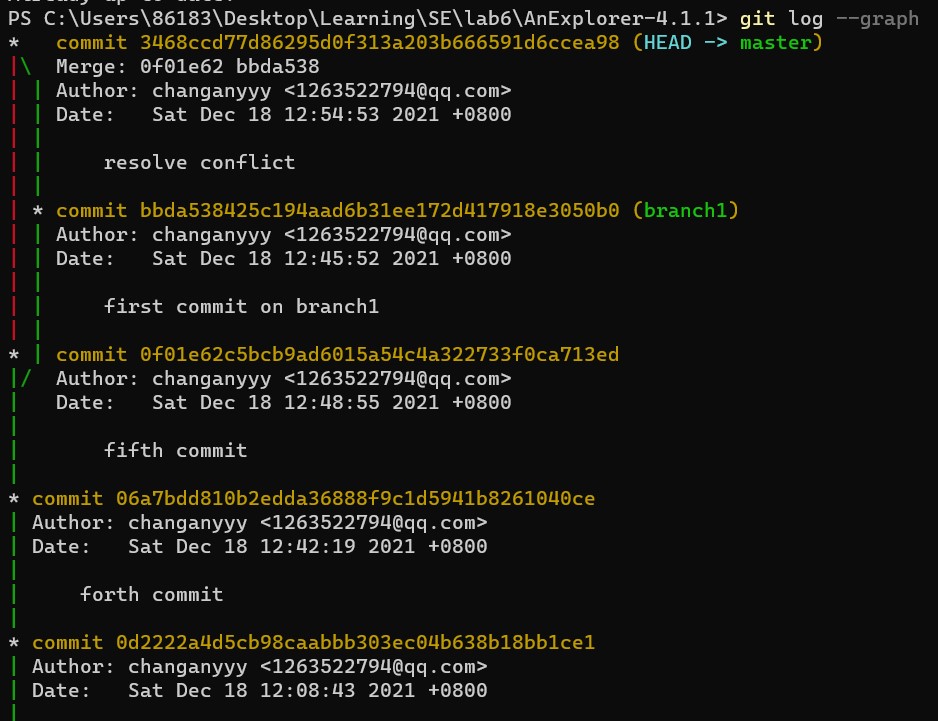 PS C:\Users\86183\Desktop\Learning\SE\lab6\AnExplorer-4.1.1> git log --graph
*   commit 3468ccd77d86295d0f313a203b666591d6ccea98 (HEAD -> master)
|\  Merge: 0f01e62 bbda538
| | Author: changanyyy <1263522794@qq.com>
| | Date:   Sat Dec 18 12:54:53 2021 +0800
| |
| |     resolve conflict
| |
| * commit bbda538425c194aad6b31ee172d417918e3050b0 (branch1)
| | Author: changanyyy <1263522794@qq.com>
| | Date:   Sat Dec 18 12:45:52 2021 +0800
| |
| |     first commit on branch1
| |
* | commit 0f01e62c5bcb9ad6015a54c4a322733f0ca713ed
|/  Author: changanyyy <1263522794@qq.com>
|   Date:   Sat Dec 18 12:48:55 2021 +0800
|
|       fifth commit
|
* commit 06a7bdd810b2edda36888f9c1d5941b8261040ce
| Author: changanyyy <1263522794@qq.com>
| Date:   Sat Dec 18 12:42:19 2021 +0800
|
|     forth commit
|
* commit 0d2222a4d5cb98caabbb303ec04b638b18bb1ce1
| Author: changanyyy <1263522794@qq.com>
| Date:   Sat Dec 18 12:08:43 2021 +0800
|